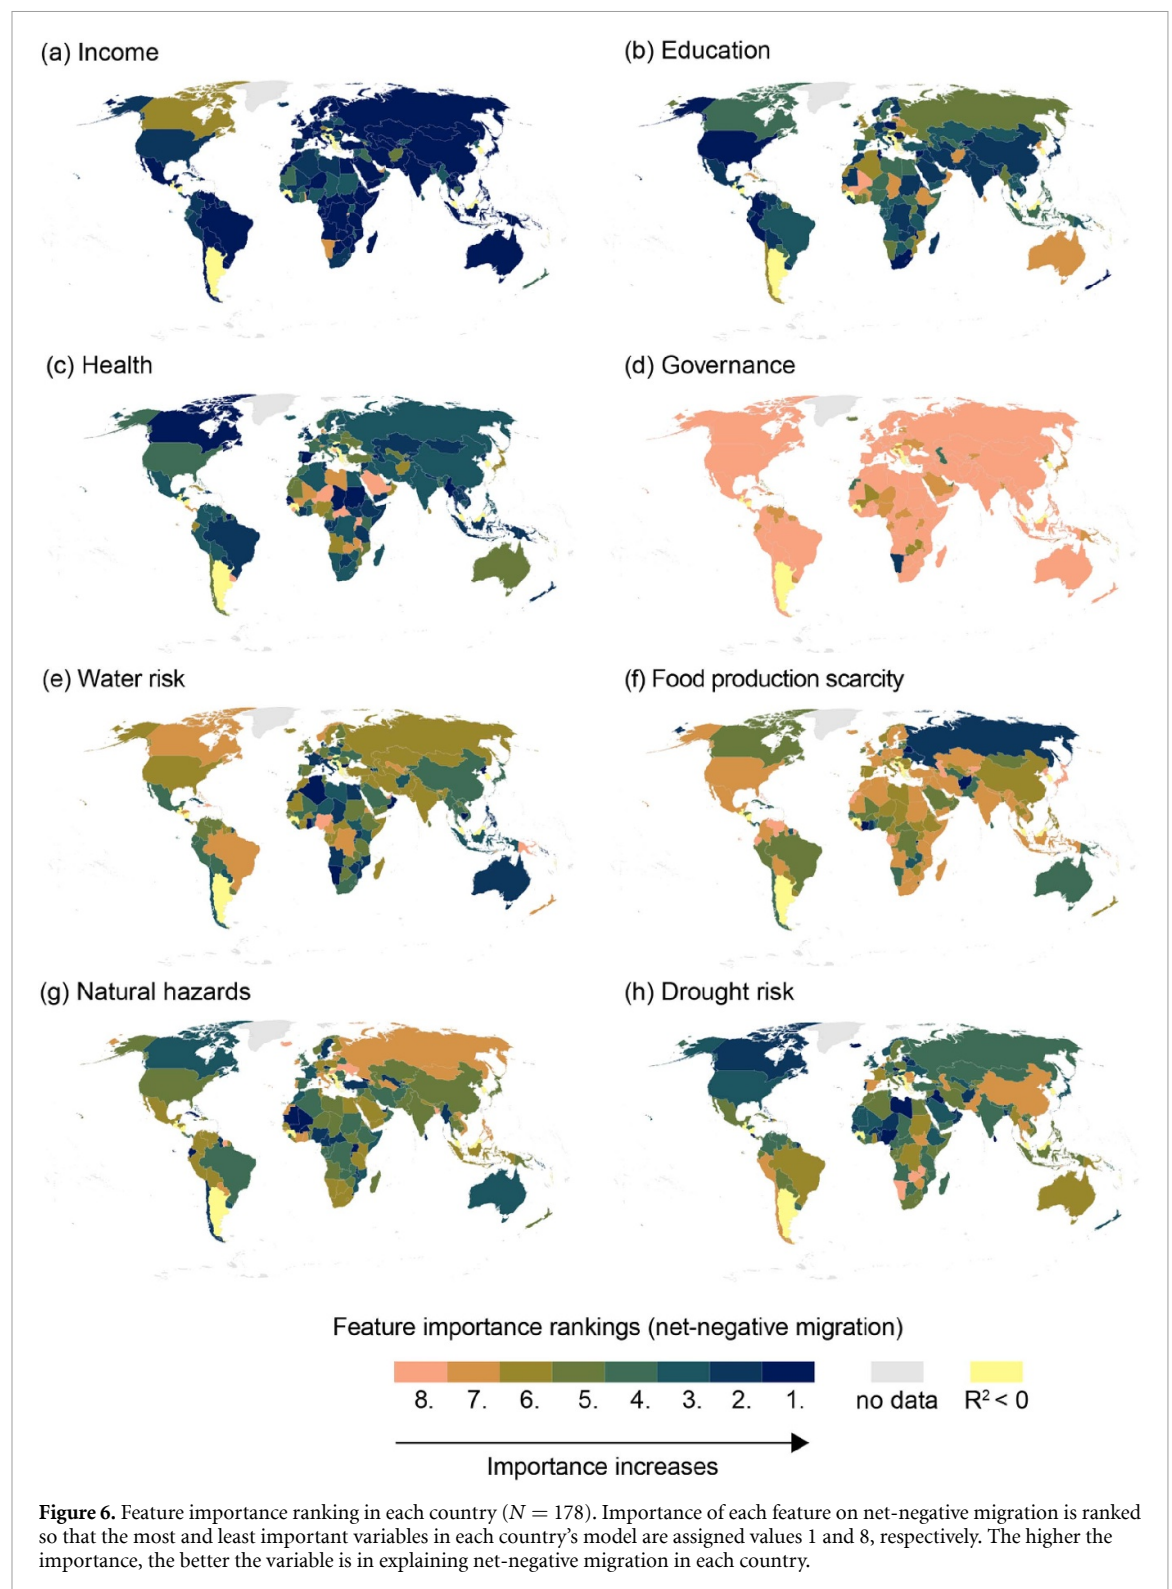 (a) Income
(b) Education
(c) Health
(d) Governance
(e) Water risk
(f) Food production scarcity
(g) Natural hazards
(h) Drought risk
Feature importance rankings (net-negative migration)
8. 7. 6. 5. 4. 3. 2. 1. no data R² < 0
Importance increases
Figure 6. Feature importance ranking in each country (N = 178). Importance of each feature on net-negative migration is ranked
so that the most and least important variables in each country's model are assigned values 1 and 8, respectively. The higher the
importance, the better the variable is in explaining net-negative migration in each country.